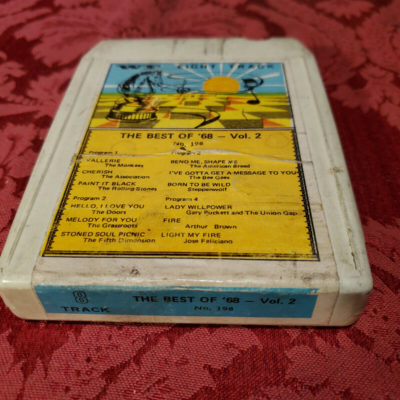 EIGHT TRACK
THE BEST OF '68 — Vol. 2
No. 198
Program 1
VALLERIE
The Monkees
CHERISH
The Association
PAINT IT BLACK
The Rolling Stones
Program 2
HELLO, I LOVE YOU
The Doors
MELODY FOR YOU
The Grassroots
STONED SOUL PICNIC
The Fifth Dimension
BEND ME, SHAPE ME
The American Breed
I'VE GOTTA GET A MESSAGE TO YOU
The Bee Gees
BORN TO BE WILD
Steppenwolf
Program 4
LADY WILLPOWER
Gary Puckett and The Union Gap
FIRE
Arthur Brown
LIGHT MY FIRE
Jose Feliciano
8
TRACK
THE BEST OF '68 — Vol. 2
No. 198